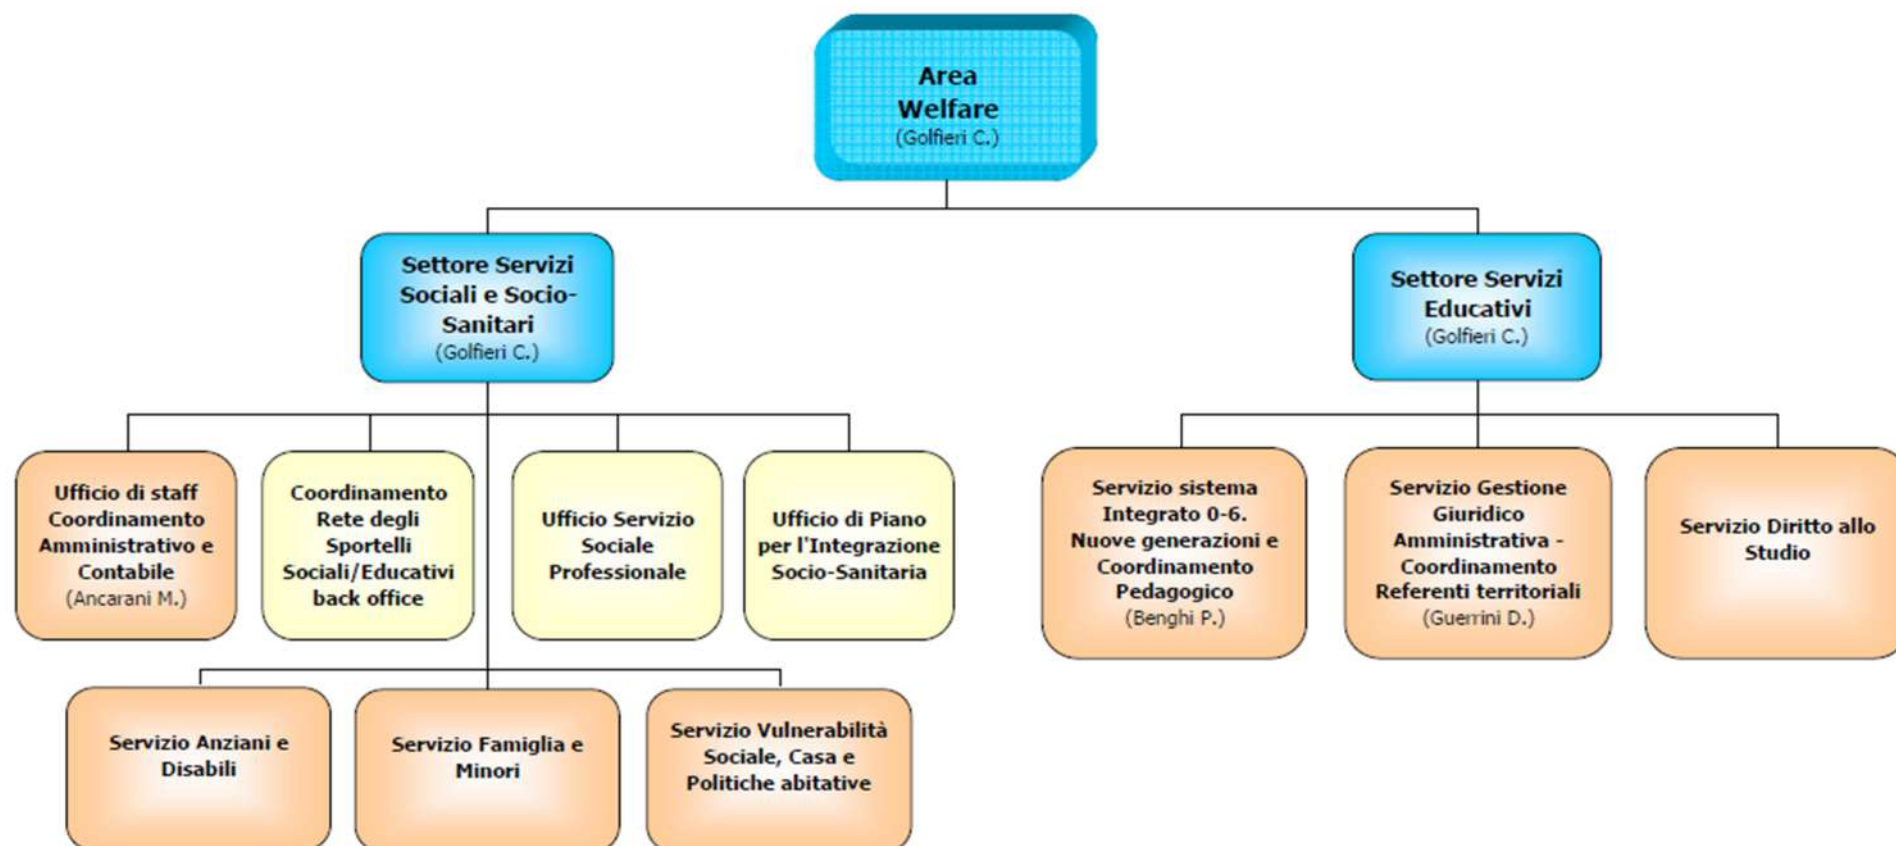 Area
Welfare
(Golfieri C.)
Settore Servizi
Sociali e Socio-
Sanitari
(Golfieri C.)
Settore Servizi
Educativi
(Golfieri C.)
Ufficio di staff
Coordinamento
Amministrativo e
Contabile
(Ancarani M.)
Coordinamento
Rete degli
Sportelli
Sociali/Educativi
back office
Ufficio Servizio
Sociale
Professionale
Ufficio di Piano
per l'Integrazione
Socio-Sanitaria
Servizio sistema
Integrato 0-6.
Nuove generazioni e
Coordinamento
Pedagogico
(Benghi P.)
Servizio Gestione
Giuridico
Amministrativa -
Coordinamento
Referenti territoriali
(Guerrini D.)
Servizio Diritto allo
Studio
Servizio Anziani e
Disabili
Servizio Famiglia e
Minori
Servizio Vulnerabilità
Sociale, Casa e
Politiche abitative